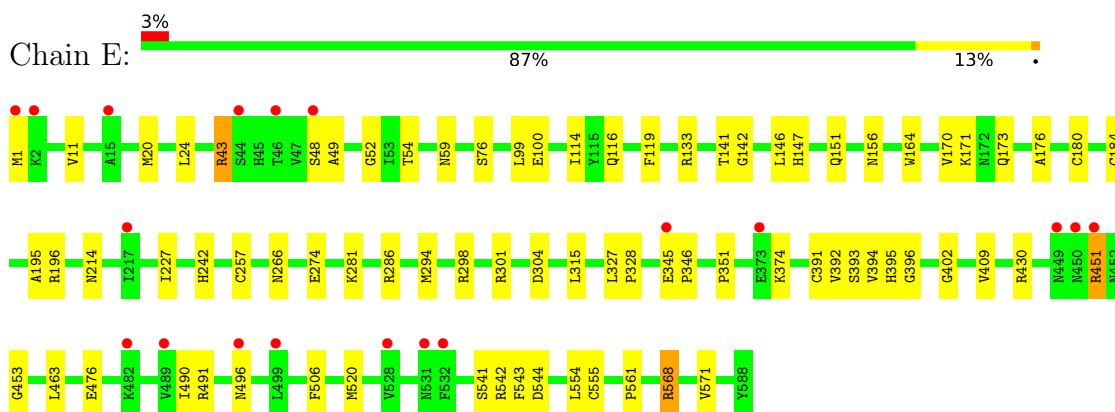 3%
Chain E:
87% 13% •
M1 K2 V11 A15 M20 L24 R43 S44 H45 T46 V47 S48 A49 G52 I53 T54 N59 S76 L99 E100 I114 Y115 Q116 F119 R133 T141 G142 L146 H147 Q151 N156 W164 V170 K171 N172 Q173 A176 C180
A195 R196 N214 I217 I227 H242 C257 N266 E274 K281 R286 M294 R298 R301 D304 L315 L327 P328 E345 P346 P351 E373 K374 C391 V392 S393 V394 H395 G396 G402 V409 R430 N449 N450 R451 N452
G453 L463 E476 K482 V489 I490 R491 N496 L499 F506 M520 V528 N531 F532 S541 R542 F543 D544 L554 C555 P561 R568 V571 Y588